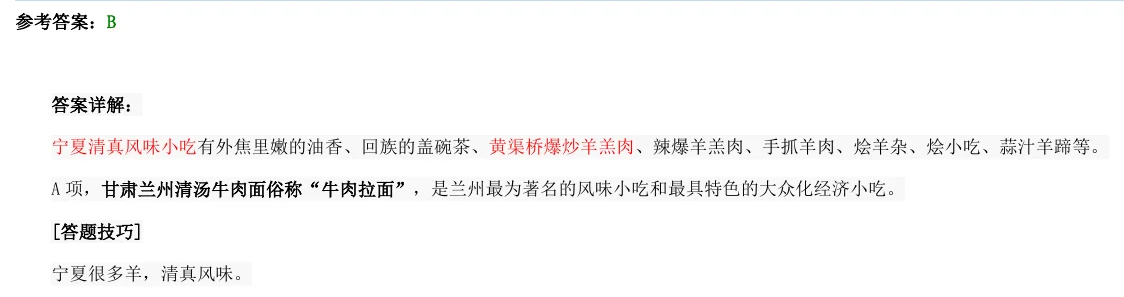 参考答案：B
答案详解：
宁夏清真风味小吃有外焦里嫩的油香、回族的盖碗茶、黄渠桥爆炒羊羔肉、辣爆羊羔肉、手抓羊肉、烩羊杂、烩小吃、蒜汁羊蹄等。
A 项，甘肃兰州清汤牛肉面俗称“牛肉拉面”，是兰州最为著名的风味小吃和最具特色的大众化经济小吃。
[答题技巧]
宁夏很多羊，清真风味。